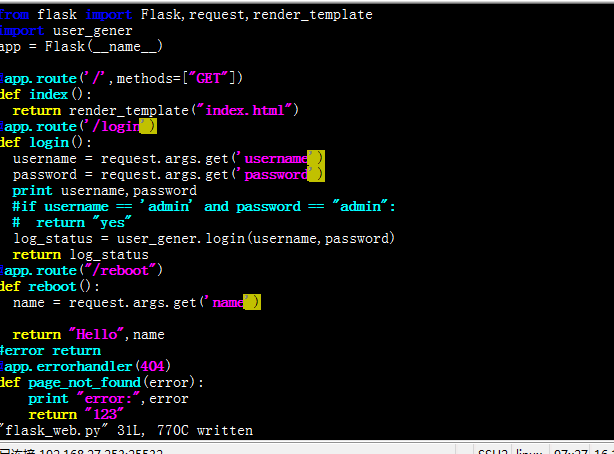 from flask import Flask,request,render_template
import user_gener
app = Flask(__name__)
@app.route('/',methods=["GET"])
def index():
  return render_template("index.html")
@app.route('/login')
def login():
  username = request.args.get('username')
  password = request.args.get('password')
  print username,password
  #if username == 'admin' and password == "admin":
  #  return "yes"
  log_status = user_gener.login(username,password)
  return log_status
@app.route("/reboot")
def reboot():
  name = request.args.get('name')
  return "Hello",name
#error return
@app.errorhandler(404)
def page_not_found(error):
    print "error:",error
    return "123"
"flask_web.py" 31L, 770C written